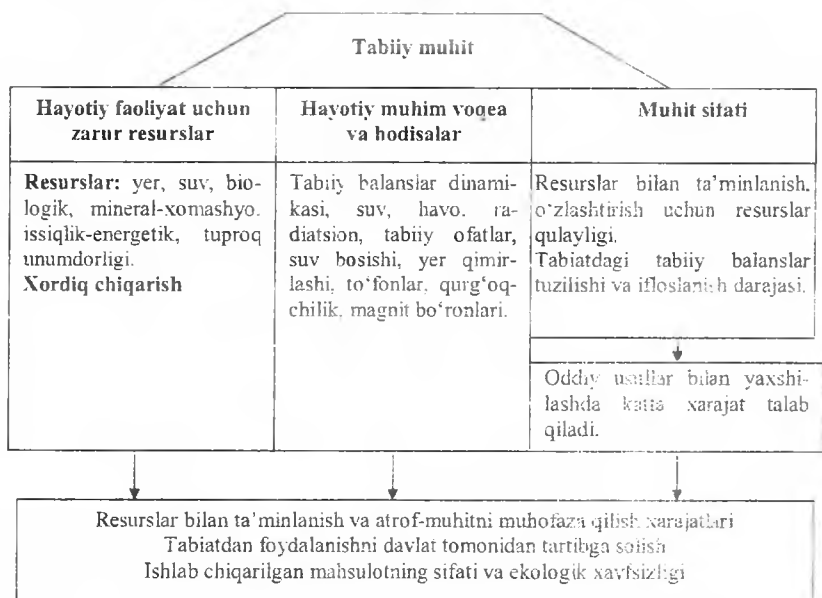 Tabiiy muhit
Hayotiy faoliyat uchun
zarur resurslar
Hayotiy muhim voqea
va hodisalar
Muhit sifati
Resurslar: yer, suv, bio-
logik, mineral-xomashyo.
issiqlik-energetik, tuproq
unumdorligi.
Xordiq chiqarish
Tabiiy balanslar dinami-
kasi, suv, havo. ra-
diatsion, tabiiy ofatlar,
suv bosishi, yer qimir-
lashi, to‘fonlar, qurg‘oq-
chilik, magnit bo‘ronlari.
Resurslar bilan ta’minlanish.
o‘zlashtirish uchun resurslar
qulayligi.
Tabiatdagi tabiiy balanslar
tuzilishi va ifloslanish darajasi.
Oddiy usullar bilan yaxshi-
lashda katta xarajat talab
qiladi.
Resurslar bilan ta’minlanish va atrof-muhitni muhofaza qilish xarajatlari
Tabiatdan foydalanishni davlat tomonidan tartibga solish
Ishlab chiqarilgan mahsulotning sifati va ekologik xavfsizligi